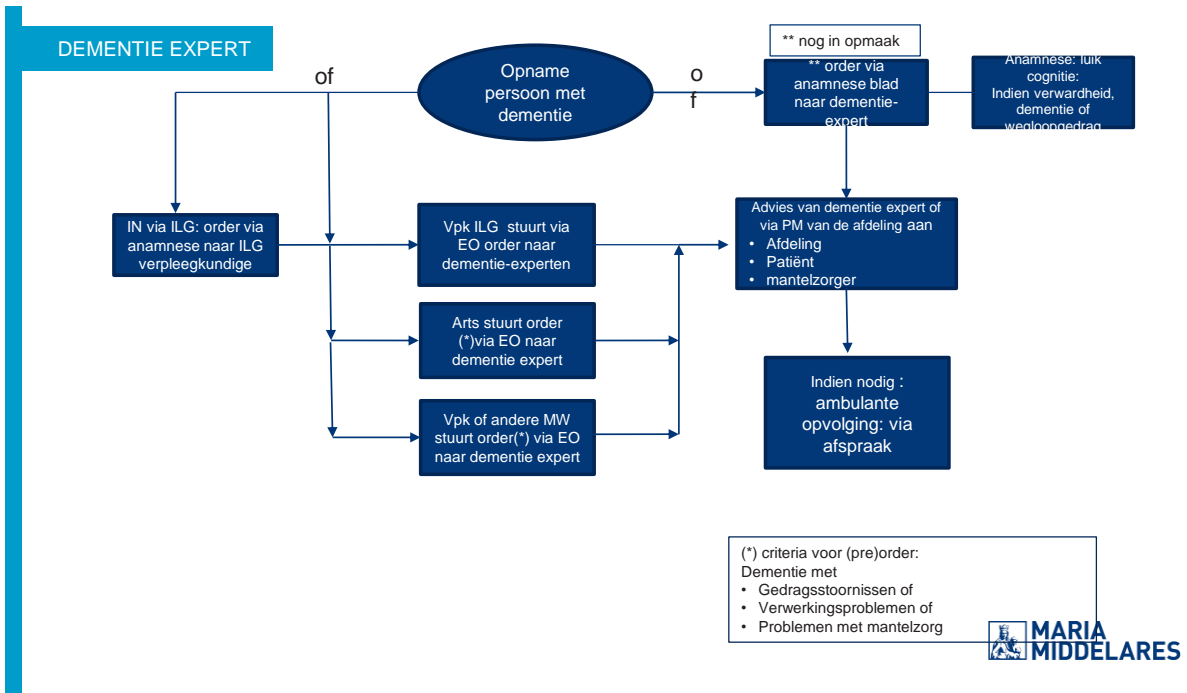 DEMENTIE EXPERT
of
Opname
persoon met
dementie
o
f
** nog in opmaak
** order via
anamnese blad
naar dementie-
expert
Anamnese: luik
cognitie:
Indien verwardheid,
dementie of
wegloopgedrag
IN via ILG: order via
anamnese naar ILG
verpleegkundige
Vpk ILG stuurt via
EO order naar
dementie-experten
Advies van dementie expert of
via PM van de afdeling aan
• Afdeling
• Patiënt
• mantelzorger
Arts stuurt order
(*)via EO naar
dementie expert
Vpk of andere MW
stuurt order(*) via EO
naar dementie expert
Indien nodig :
ambulante
opvolging: via
afspraak
(*) criteria voor (pre)order:
Dementie met
• Gedragsstoornissen of
• Verwerkingsproblemen of
• Problemen met mantelzorg
MARIA
MIDDELARES